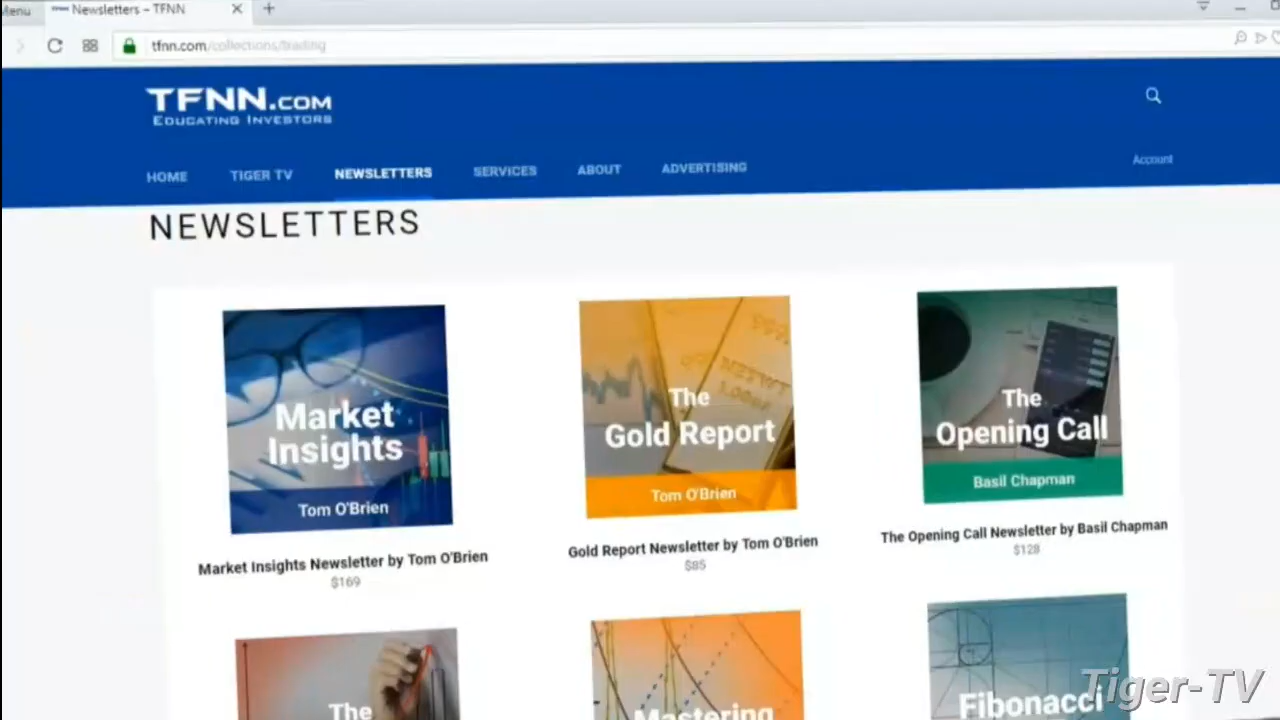 Menu
Newsletters – TFNN
tfnn.com/collections/trading
TFNN.COM
EDUCATING INVESTORS
HOME TIGER TV NEWSLETTERS SERVICES ABOUT ADVERTISING
Account
NEWSLETTERS
Market
Insights
Tom O'Brien
Market Insights Newsletter by Tom O'Brien
$169
The
Gold Report
Tom O'Brien
Gold Report Newsletter by Tom O'Brien
$85
The
Opening Call
Basil Chapman
The Opening Call Newsletter by Basil Chapman
$128
The
Mastering
Fibonacci
Tiger-TV